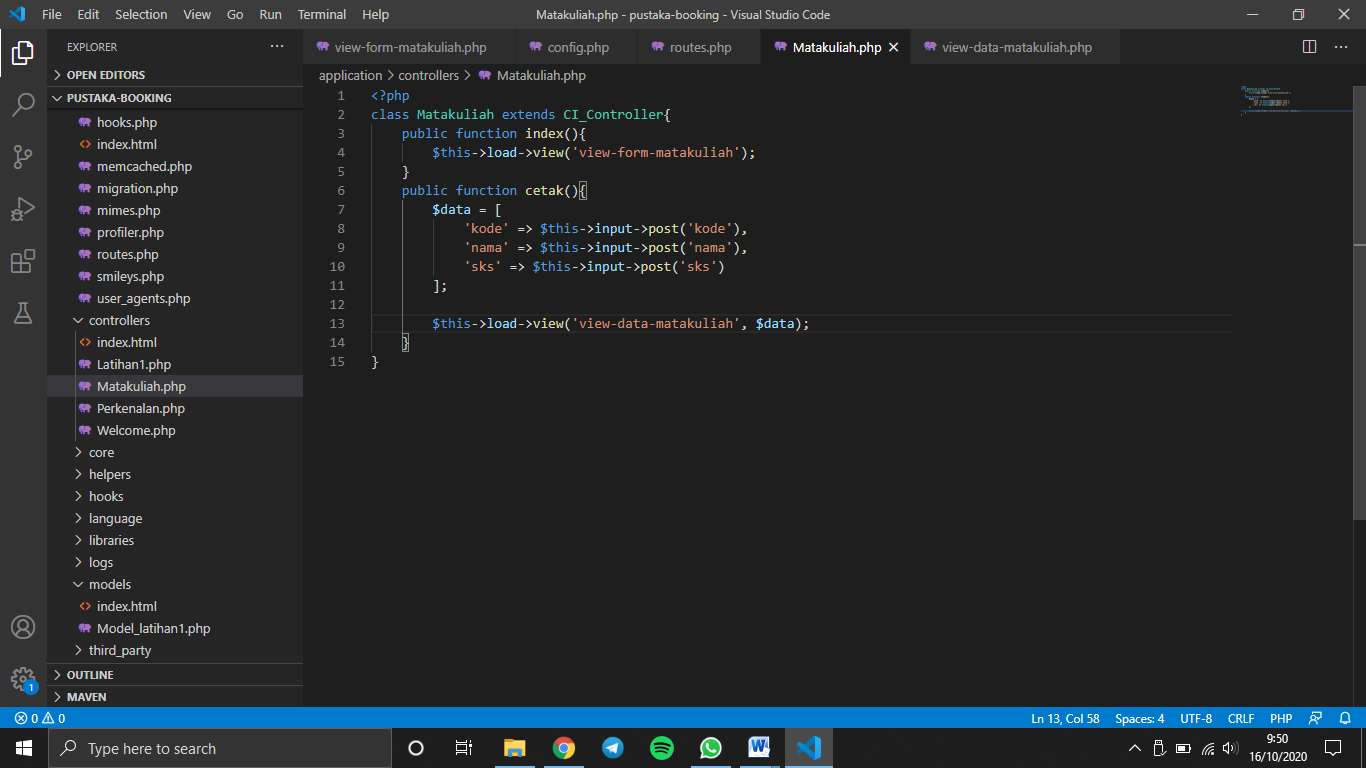 File Edit Selection View Go Run Terminal Help Matakuliah.php - pustaka-booking - Visual Studio Code
EXPLORER
OPEN EDITORS
PUSTAKA-BOOKING
hooks.php
index.html
memcached.php
migration.php
mimes.php
profiler.php
routes.php
smileys.php
user_agents.php
controllers
index.html
Latihan1.php
Matakuliah.php
Perkenalan.php
Welcome.php
core
helpers
hooks
language
libraries
logs
models
index.html
Model_latihan1.php
third_party
OUTLINE
MAVEN
view-form-matakuliah.php config.php routes.php Matakuliah.php view-data-matakuliah.php
application controllers Matakuliah.php
1 <?php
2 class Matakuliah extends CI_Controller{
3 public function index(){
4 $this->load->view('view-form-matakuliah');
5 }
6 public function cetak(){
7 $data = [
8 'kode' => $this->input->post('kode'),
9 'nama' => $this->input->post('nama'),
10 'sks' => $this->input->post('sks')
11 ];
12
13 $this->load->view('view-data-matakuliah', $data);
14 }
15 }
1
0 0 Ln 13, Col 58 Spaces: 4 UTF-8 CRLF PHP
Type here to search
9:50
16/10/2020